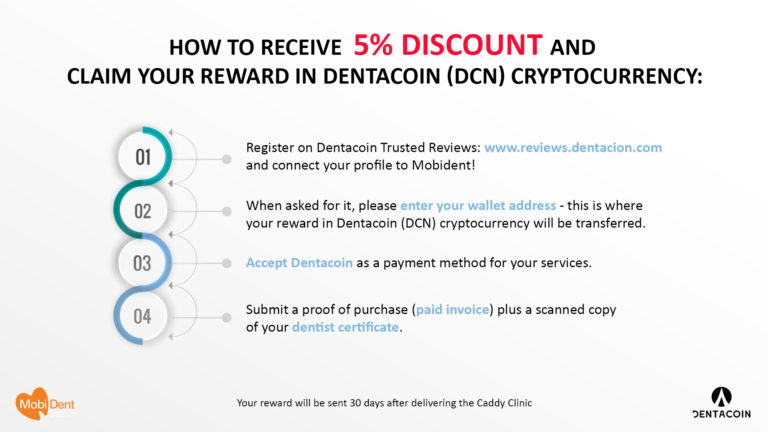 HOW TO RECEIVE 5% DISCOUNT AND
CLAIM YOUR REWARD IN DENTACOIN (DCN) CRYPTOCURRENCY:
01
Register on Dentacoin Trusted Reviews: www.reviews.dentacion.com
and connect your profile to Mobident!
02
When asked for it, please enter your wallet address - this is where
your reward in Dentacoin (DCN) cryptocurrency will be transferred.
03
Accept Dentacoin as a payment method for your services.
04
Submit a proof of purchase (paid invoice) plus a scanned copy
of your dentist certificate.
MobiDent
Your reward will be sent 30 days after delivering the Caddy Clinic
DENTACOIN